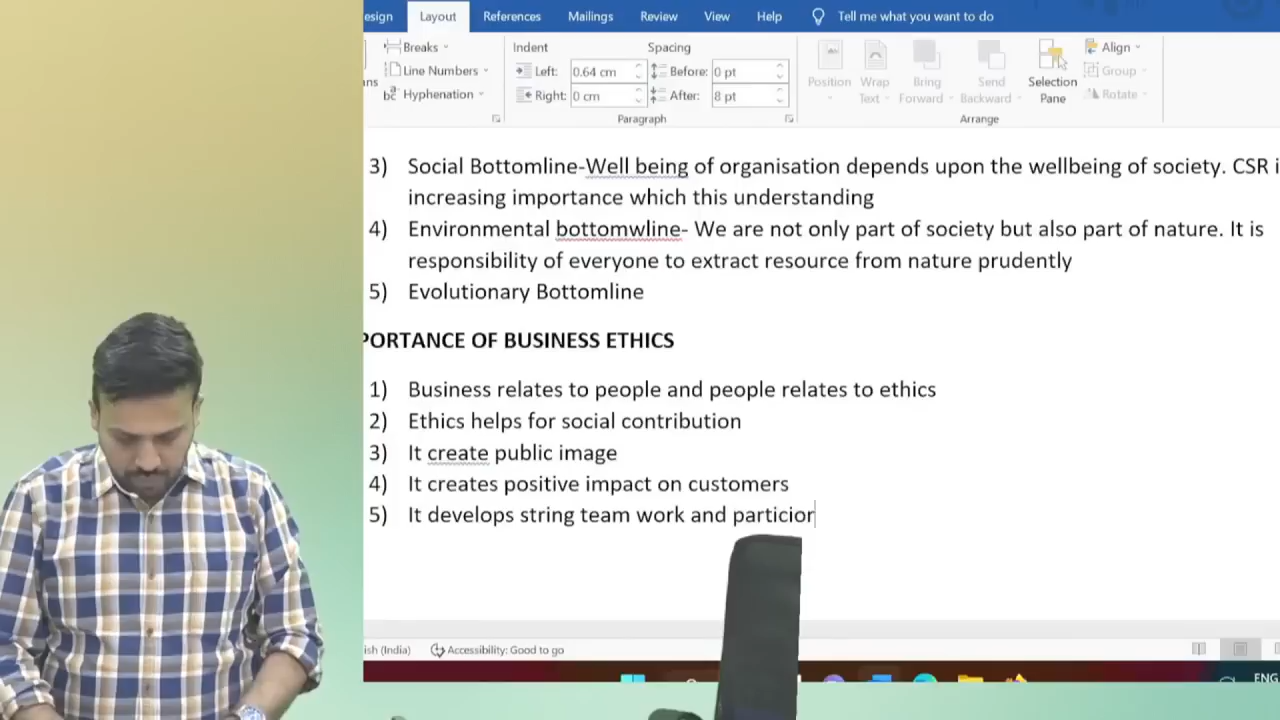 esign Layout References Mailings Review View Help Tell me what you want to do
Breaks Indent Spacing Align
Line Numbers Left: 0.64 cm Before: 0 pt Position Wrap Bring Send Selection Group
ns Hyphenation Right: 0 cm After: 8 pt Text Forward Backward Pane Rotate
Paragraph Arrange
3) Social Bottomline-Well being of organisation depends upon the wellbeing of society. CSR i
increasing importance which this understanding
4) Environmental bottomwline- We are not only part of society but also part of nature. It is
responsibility of everyone to extract resource from nature prudently
5) Evolutionary Bottomline
PORTANCE OF BUSINESS ETHICS
1) Business relates to people and people relates to ethics
2) Ethics helps for social contribution
3) It create public image
4) It creates positive impact on customers
5) It develops string team work and particior
ish (India) Accessibility: Good to go
ENG